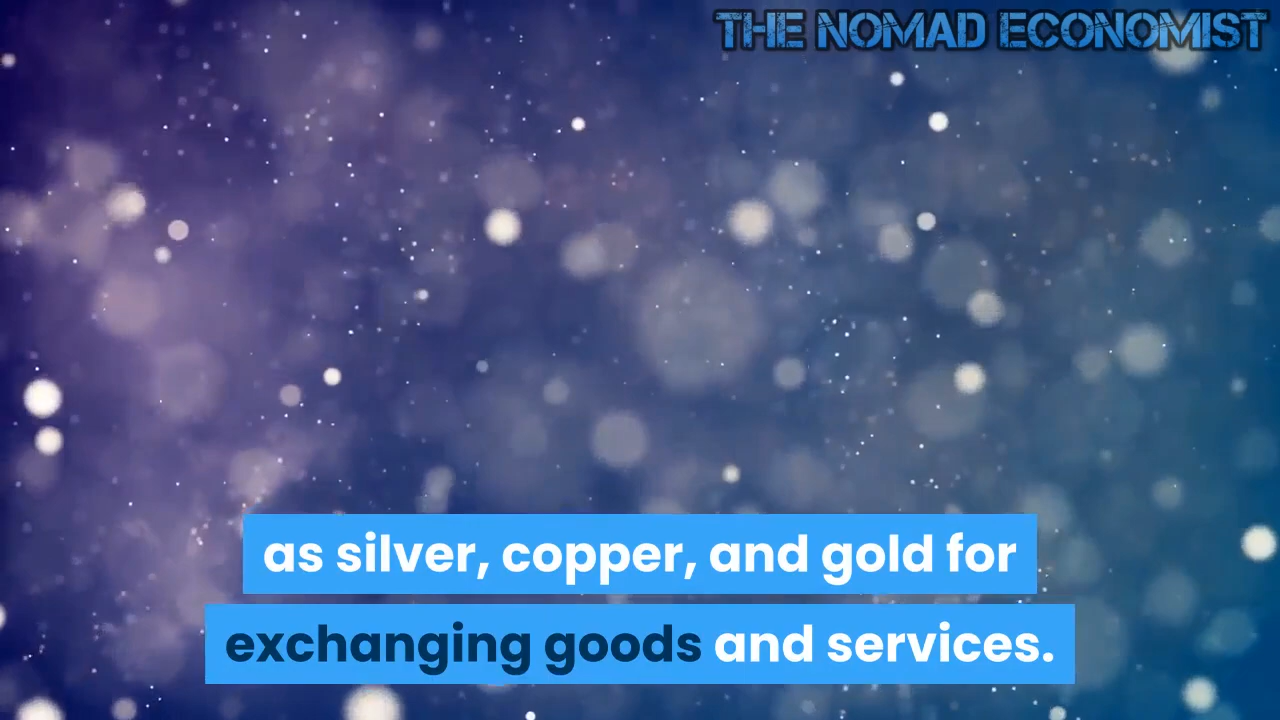 THE NOMAD ECONOMIST
as silver, copper, and gold for
exchanging goods and services.